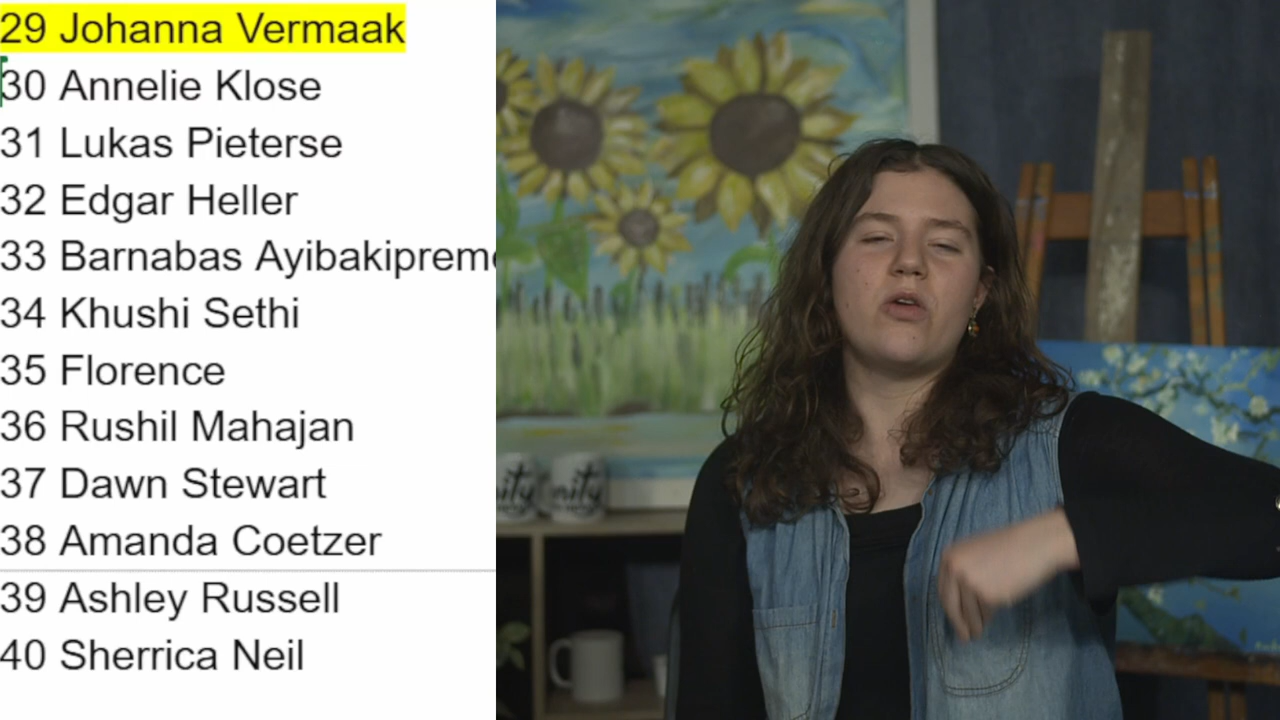 29 Johanna Vermaak
30 Annelie Klose
31 Lukas Pieterse
32 Edgar Heller
33 Barnabas
34 Khushi Sethi
35 Florence
36 Rushil Mahajan
37 Dawn Stewart
38 Amanda Coetzer
39 Ashley Russell
40 Sherrica Neil